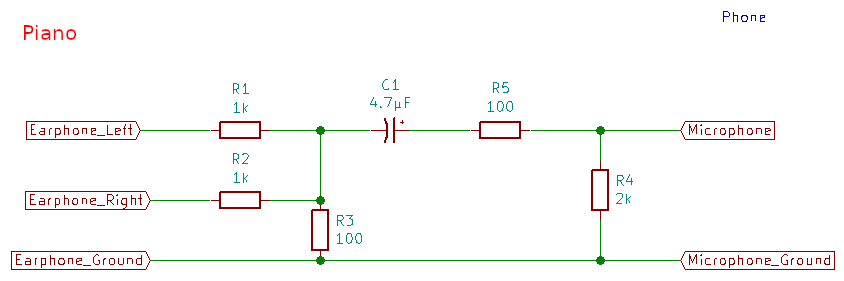 Phone
Piano
R1
1k
C1
4.7µF
+
R5
100
Earphone_Left
Microphone
R2
1k
Earphone_Right
R4
2k
R3
100
Earphone_Ground
Microphone_Ground